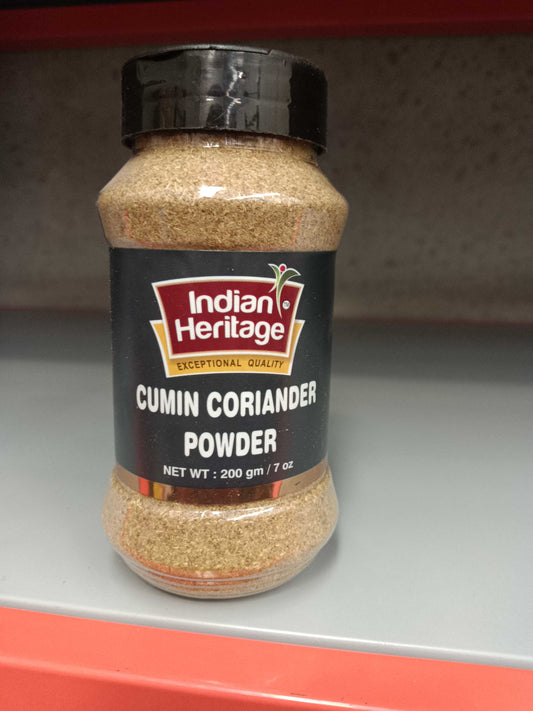 Indian
Heritage
EXCEPTIONAL QUALITY
CUMIN CORIANDER
POWDER
NET WT : 200 gm / 7 oz